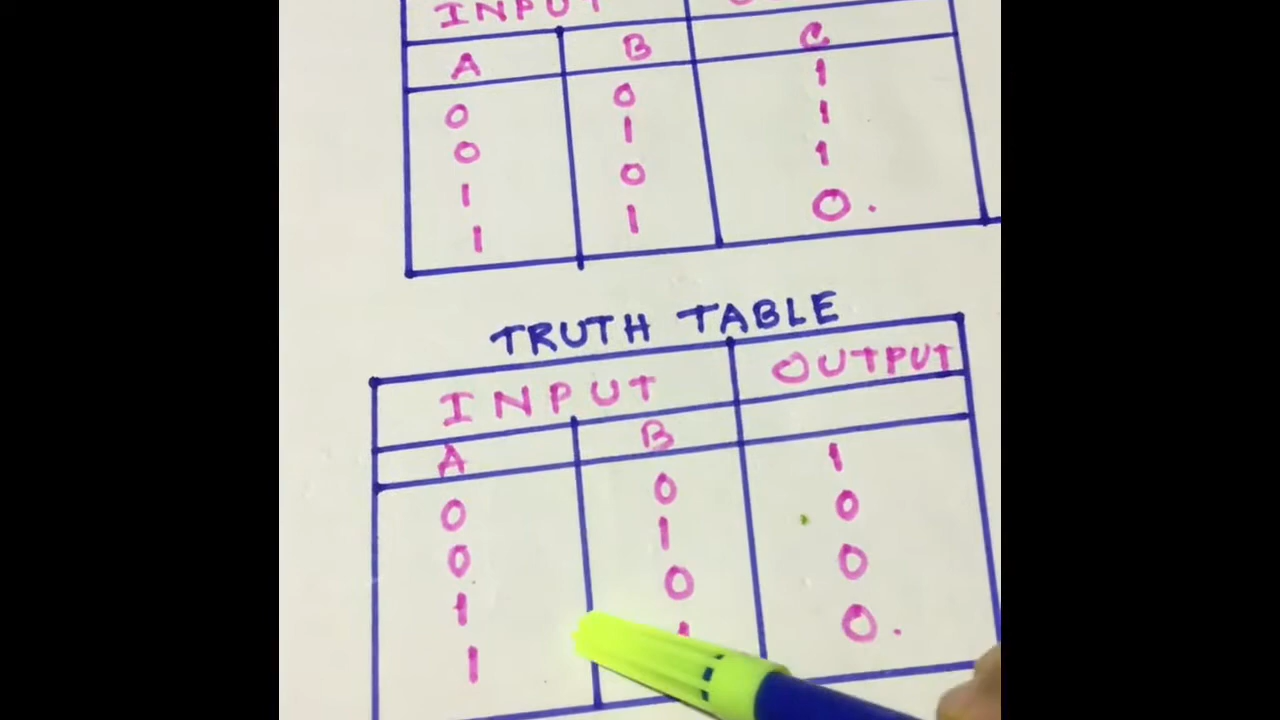 INPUT
A B C
0 0 1
0 1 1
1 0 1
1 1 0.
TRUTH TABLE
INPUT OUTPUT
A B
0 0 1
0 1 0
1 0 0
1 1 0.